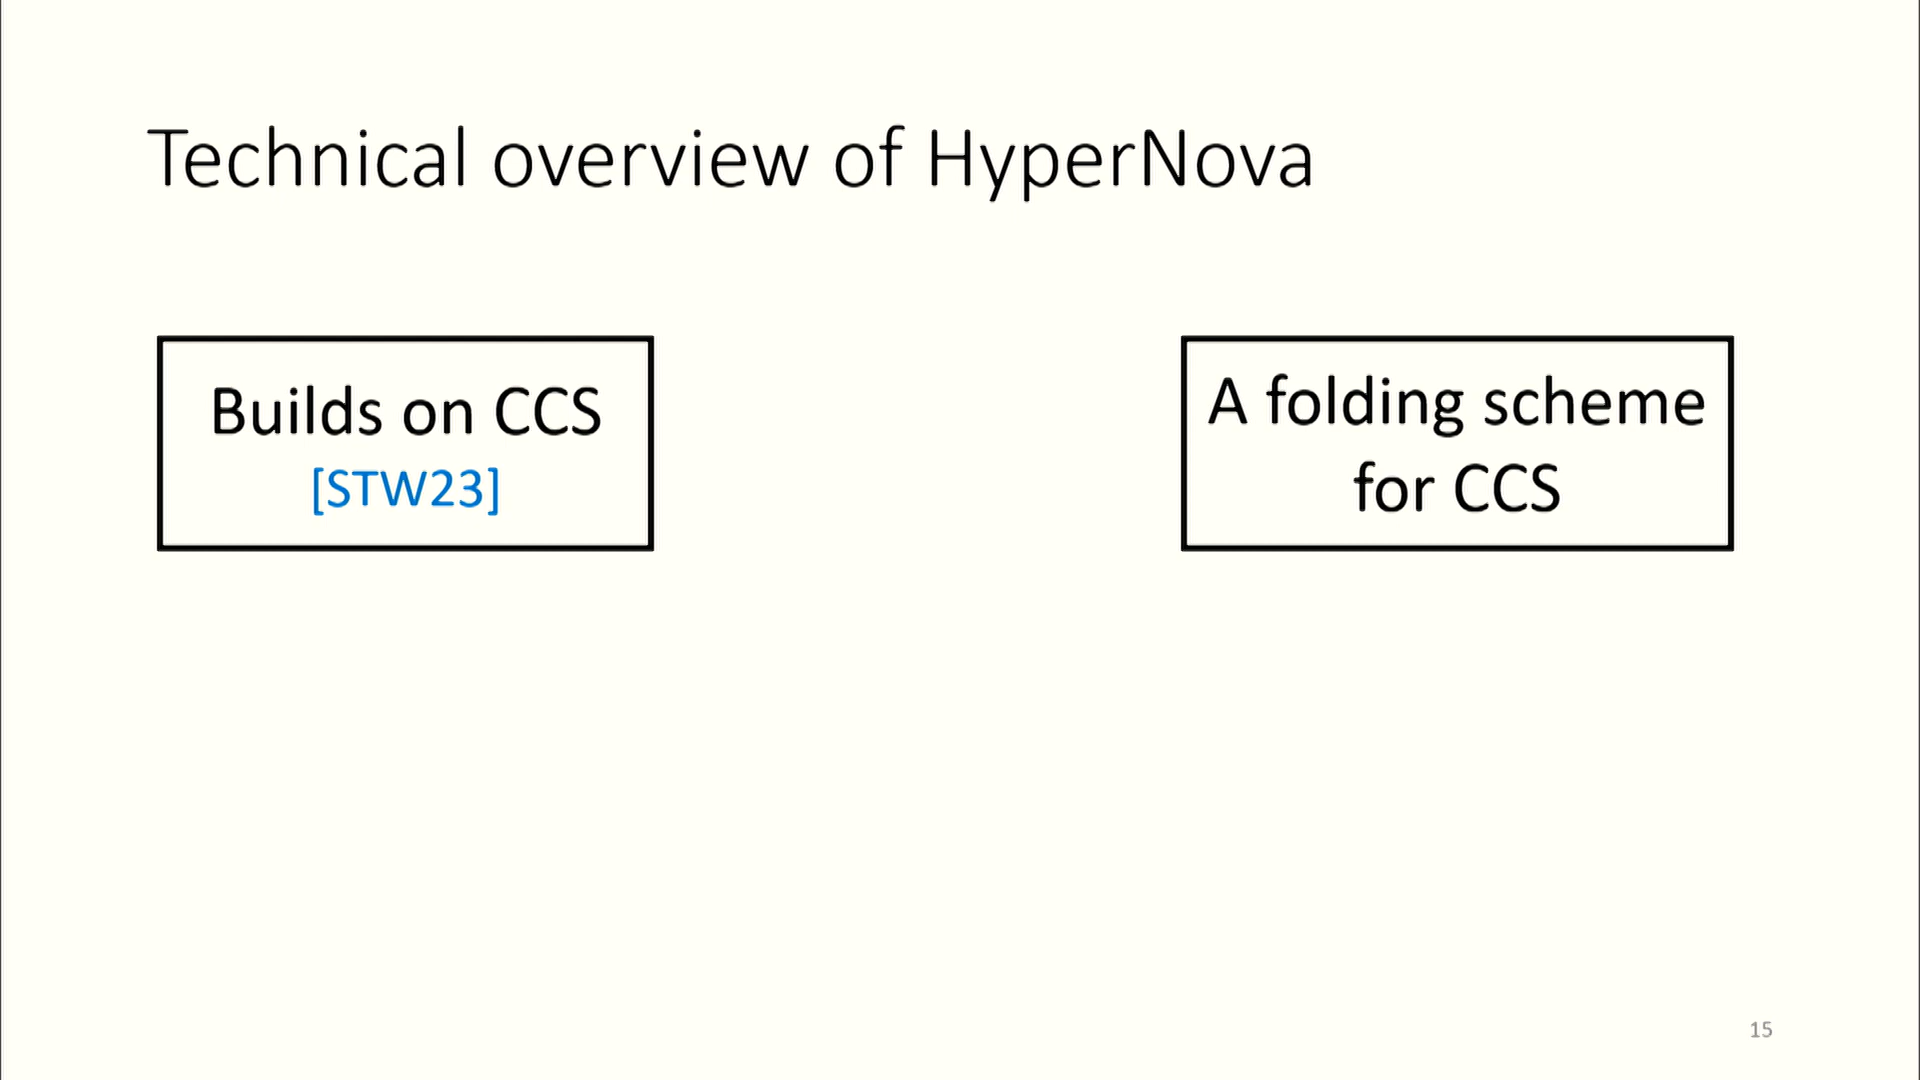 Technical overview of HyperNova
Builds on CCS
[STW23]
A folding scheme
for CCS
15